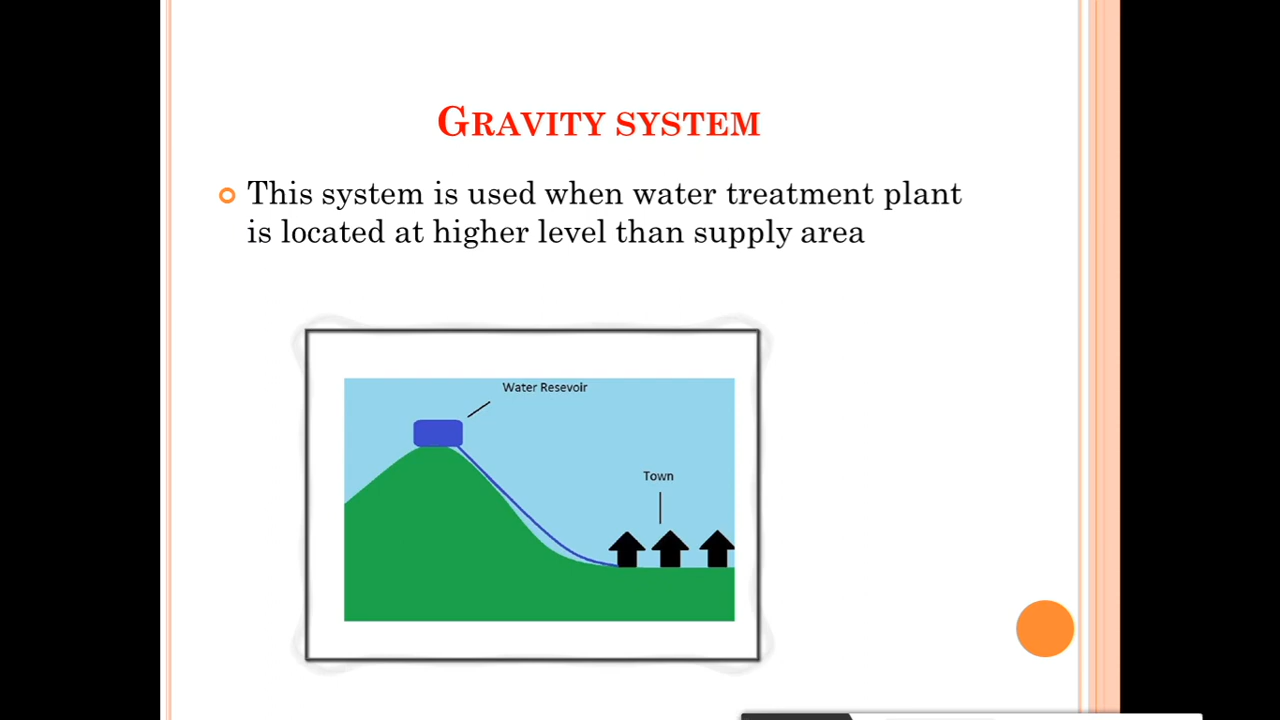 GRAVITY SYSTEM
This system is used when water treatment plant
is located at higher level than supply area
Water Resevoir
Town